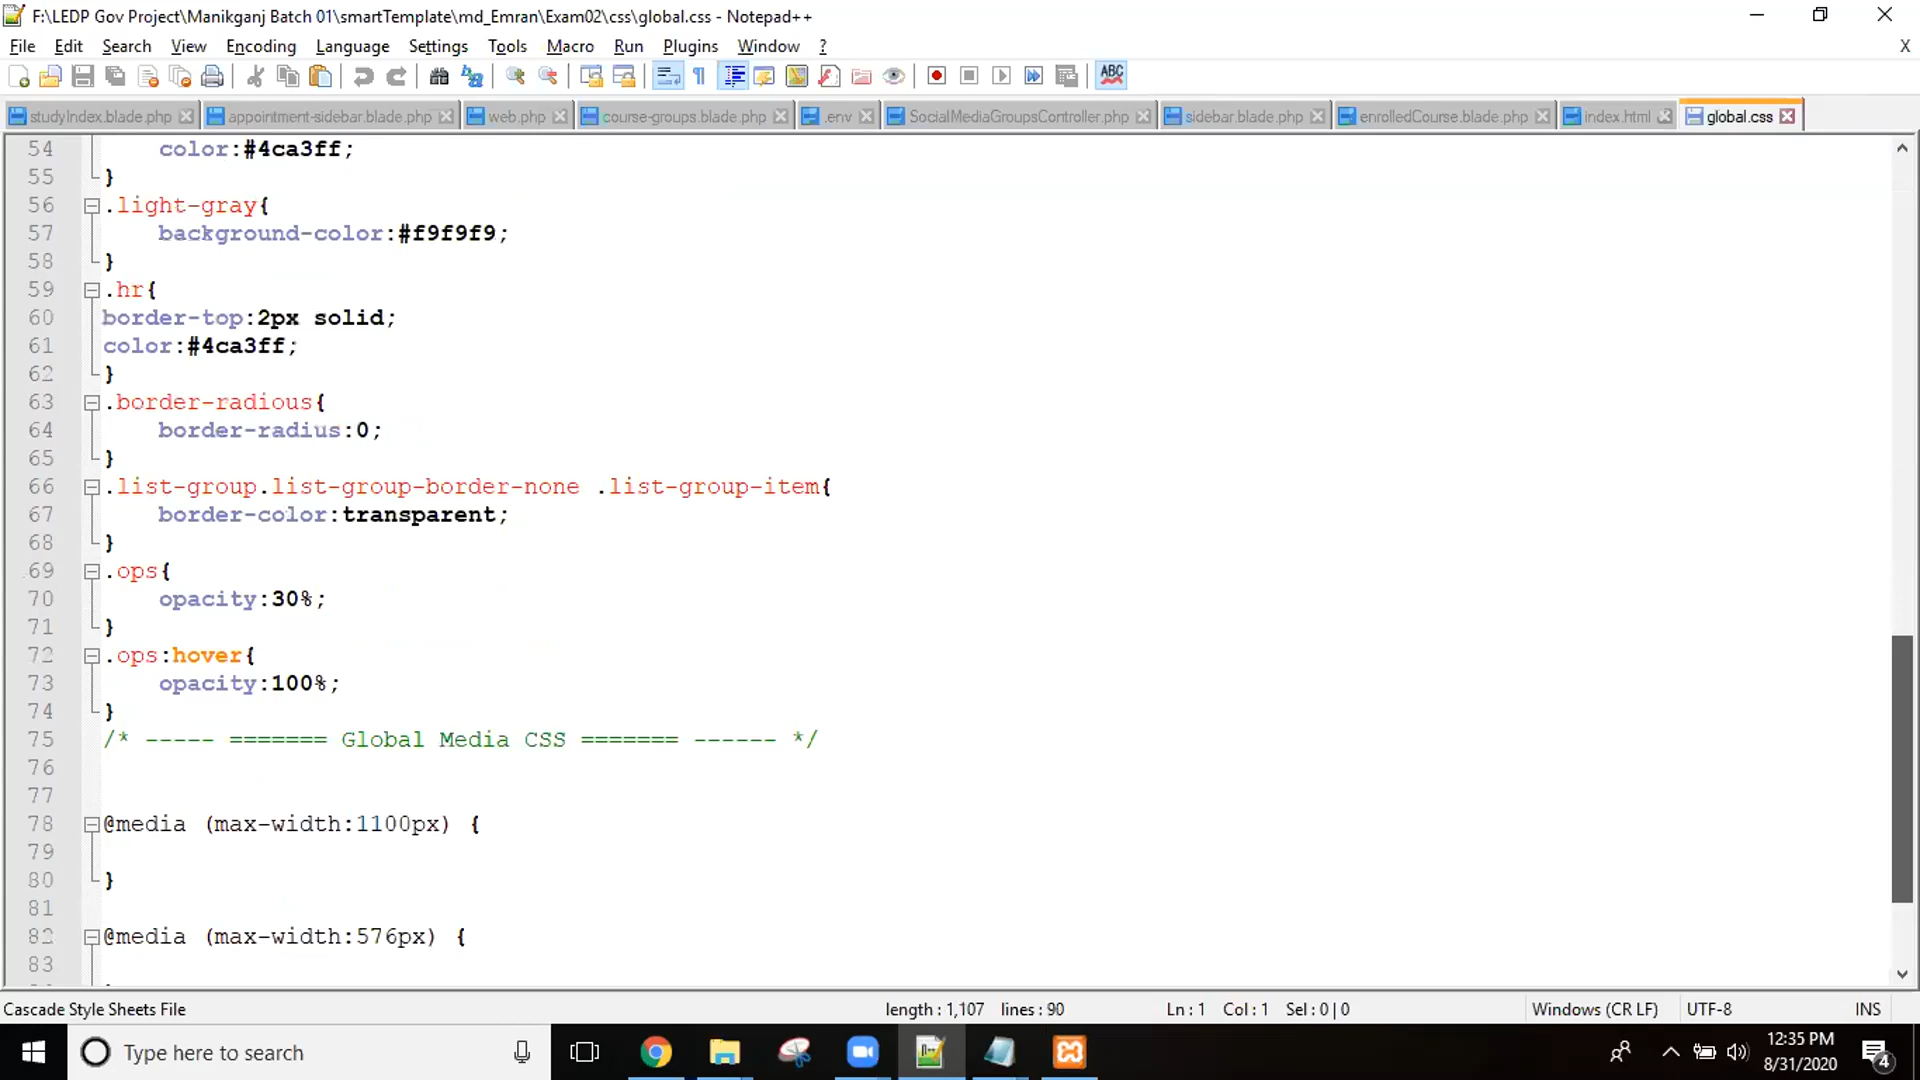 F:\LEDP Gov Project\Manikganj Batch 01\smartTemplate\md_Emran\Exam02\css\global.css - Notepad++
File Edit Search View Encoding Language Settings Tools Macro Run Plugins Window ? X
studyIndex.blade.php appointment-sidebar.blade.php web.php course-groups.blade.php .env SocialMediaGroupsController.php sidebar.blade.php enrolledCourse.blade.php index.html global.css
54 color:#4ca3ff;
55 }
56 .light-gray{
57 background-color:#f9f9f9;
58 }
59 .hr{
60 border-top:2px solid;
61 color:#4ca3ff;
62 }
63 .border-radious{
64 border-radius:0;
65 }
66 .list-group.list-group-border-none .list-group-item{
67 border-color:transparent;
68 }
69 .ops{
70 opacity:30%;
71 }
72 .ops:hover{
73 opacity:100%;
74 }
75 /* ----- ======= Global Media CSS ======= ------ */
76
77
78 @media (max-width:1100px) {
79
80 }
81
82 @media (max-width:576px) {
83
Cascade Style Sheets File length : 1,107 lines : 90 Ln : 1 Col : 1 Sel : 0 | 0 Windows (CR LF) UTF-8 INS
Type here to search
12:35 PM
8/31/2020
4